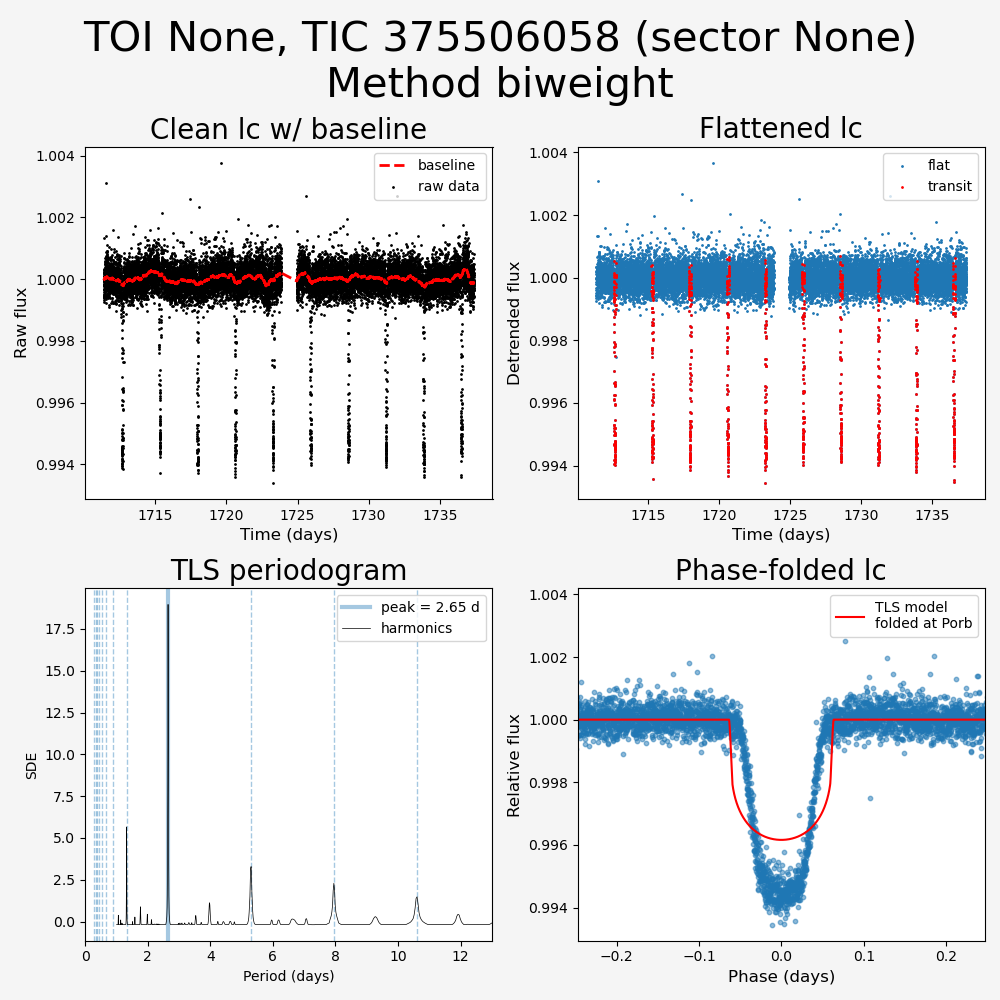 TOI None, TIC 375506058 (sector None)
Method biweight
Clean lc w/ baseline
baseline
raw data
1.004
1.002
1.000
0.998
0.996
0.994
Raw flux
1715
1720
1725
1730
1735
Time (days)
Flattened lc
flat
transit
1.004
1.002
1.000
0.998
0.996
0.994
Detrended flux
1715
1720
1725
1730
1735
Time (days)
TLS periodogram
peak = 2.65 d
harmonics
17.5
15.0
12.5
10.0
7.5
5.0
2.5
0.0
SDE
0
2
4
6
8
10
12
Period (days)
Phase-folded lc
TLS model
folded at Porb
1.004
1.002
1.000
0.998
0.996
0.994
Relative flux
−0.2
−0.1
0.0
0.1
0.2
Phase (days)